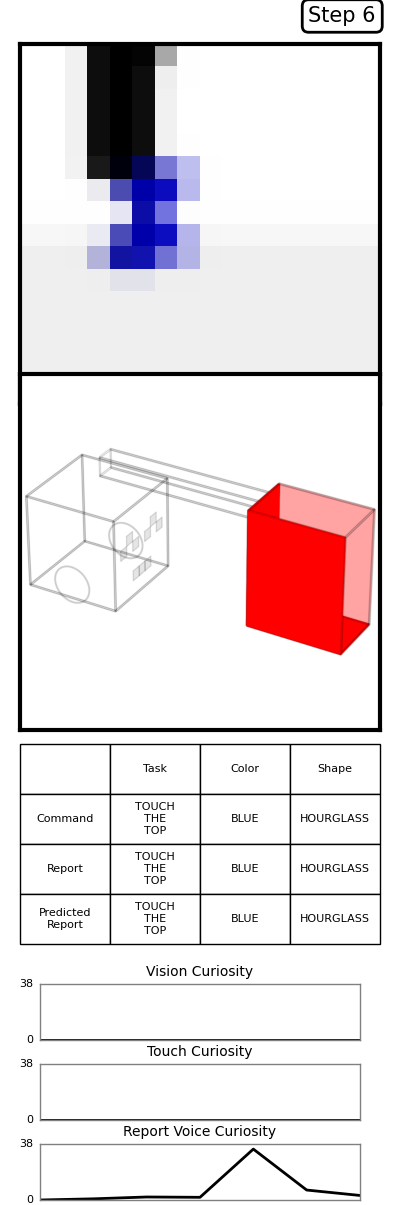 Step 6
Task Color Shape
Command TOUCH THE TOP BLUE HOURGLASS
Report TOUCH THE TOP BLUE HOURGLASS
Predicted Report TOUCH THE TOP BLUE HOURGLASS
Vision Curiosity
38
0
Touch Curiosity
38
0
Report Voice Curiosity
38
0